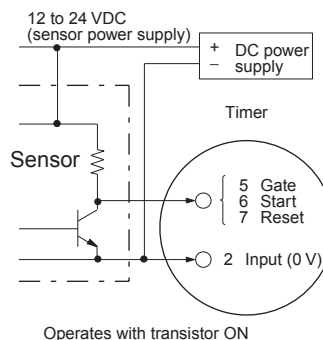 12 to 24 VDC
(sensor power supply)
+ DC power
− supply
Timer
Sensor
5 Gate
6 Start
7 Reset
2 Input (0 V)
Operates with transistor ON